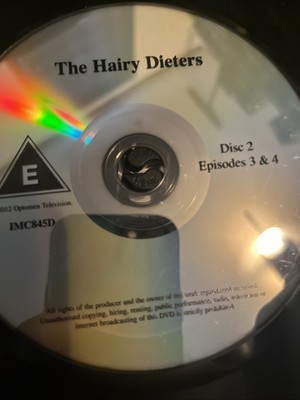 The Hairy Dieters
Disc 2
Episodes 3 & 4
E
2012 Optomen Television.
IMC845D
All rights of the producer and the owner of the work reproduced reserved.
Unauthorised copying, hiring, renting, public performance, radio, television or
internet broadcasting of this DVD is strictly prohibited